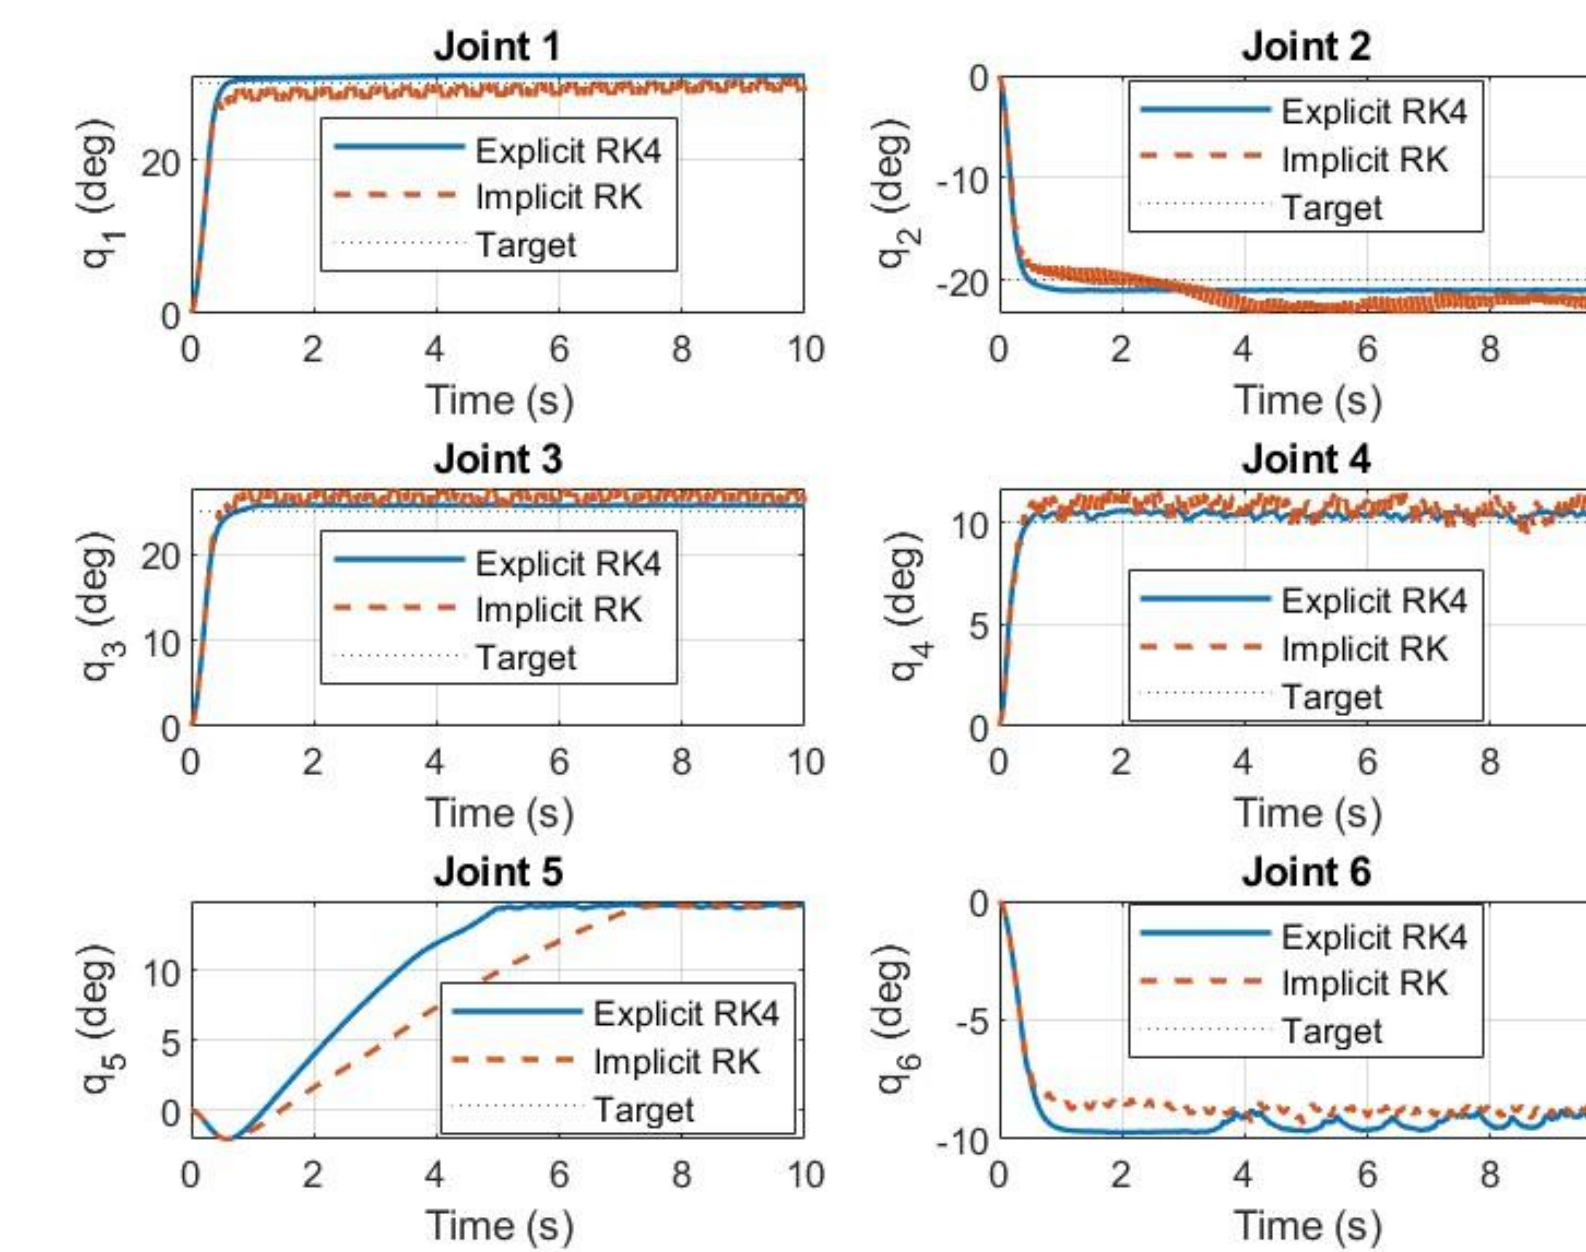 Joint 1
q1 (deg)
20
0
Explicit RK4
Implicit RK
Target
0 2 4 6 8 10
Time (s)
Joint 2
q2 (deg)
0
-10
-20
Explicit RK4
Implicit RK
Target
0 2 4 6 8
Time (s)
Joint 3
q3 (deg)
20
10
0
Explicit RK4
Implicit RK
Target
0 2 4 6 8 10
Time (s)
Joint 4
q4 (deg)
10
5
0
Explicit RK4
Implicit RK
Target
0 2 4 6 8
Time (s)
Joint 5
q5 (deg)
10
5
0
Explicit RK4
Implicit RK
Target
0 2 4 6 8 10
Time (s)
Joint 6
q6 (deg)
0
-5
-10
Explicit RK4
Implicit RK
Target
0 2 4 6 8
Time (s)